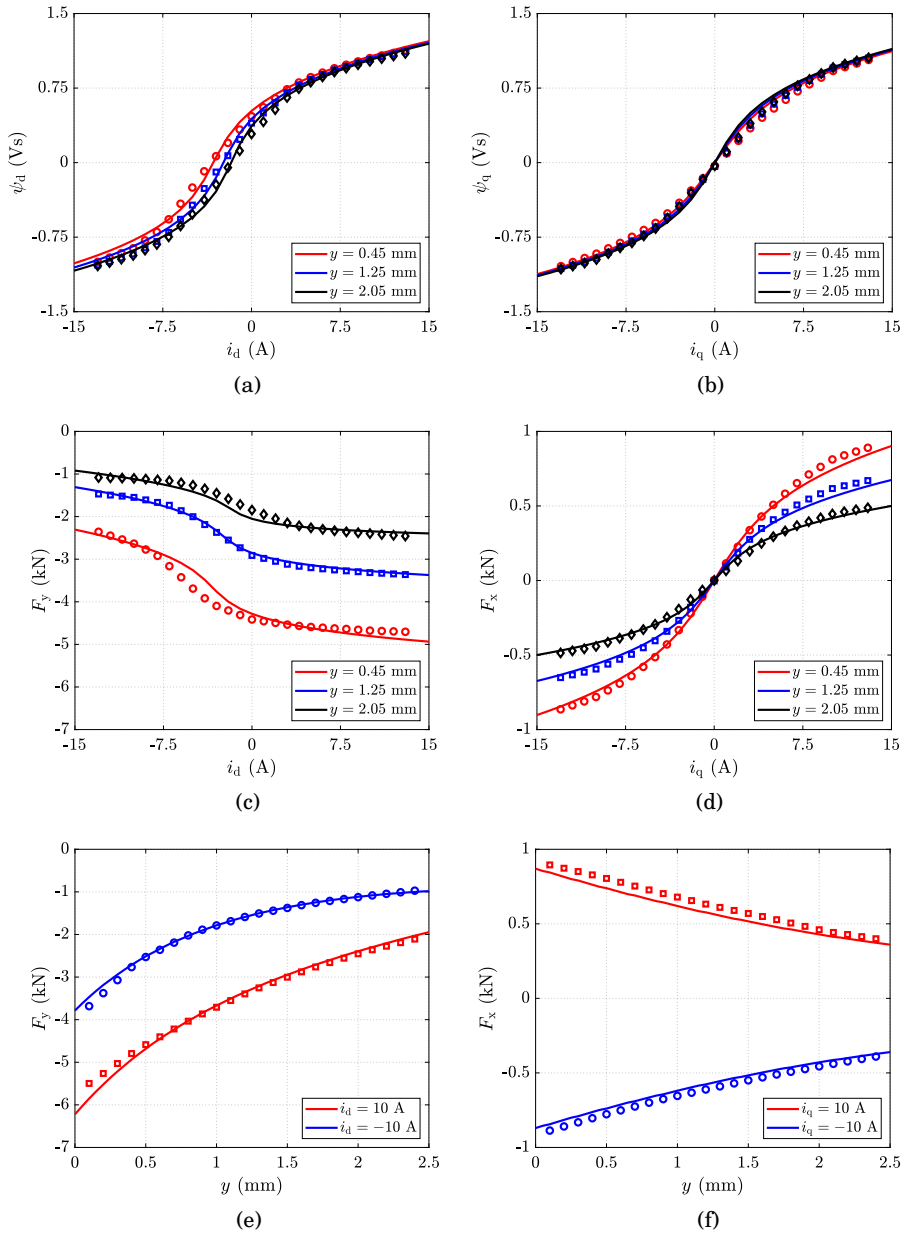 1.5
0.75
0
-0.75
-1.5
ψd (Vs)
y = 0.45 mm
y = 1.25 mm
y = 2.05 mm
-15 -7.5 0 7.5 15
id (A)
(a)
1.5
0.75
0
-0.75
-1.5
ψq (Vs)
y = 0.45 mm
y = 1.25 mm
y = 2.05 mm
-15 -7.5 0 7.5 15
iq (A)
(b)
0
-1
-2
-3
-4
-5
-6
-7
Fy (kN)
y = 0.45 mm
y = 1.25 mm
y = 2.05 mm
-15 -7.5 0 7.5 15
id (A)
(c)
1
0.5
0
-0.5
-1
Fx (kN)
y = 0.45 mm
y = 1.25 mm
y = 2.05 mm
-15 -7.5 0 7.5 15
iq (A)
(d)
0
-1
-2
-3
-4
-5
-6
-7
Fy (kN)
id = 10 A
id = −10 A
0 0.5 1 1.5 2 2.5
y (mm)
(e)
1
0.5
0
-0.5
-1
Fx (kN)
iq = 10 A
iq = −10 A
0 0.5 1 1.5 2 2.5
y (mm)
(f)